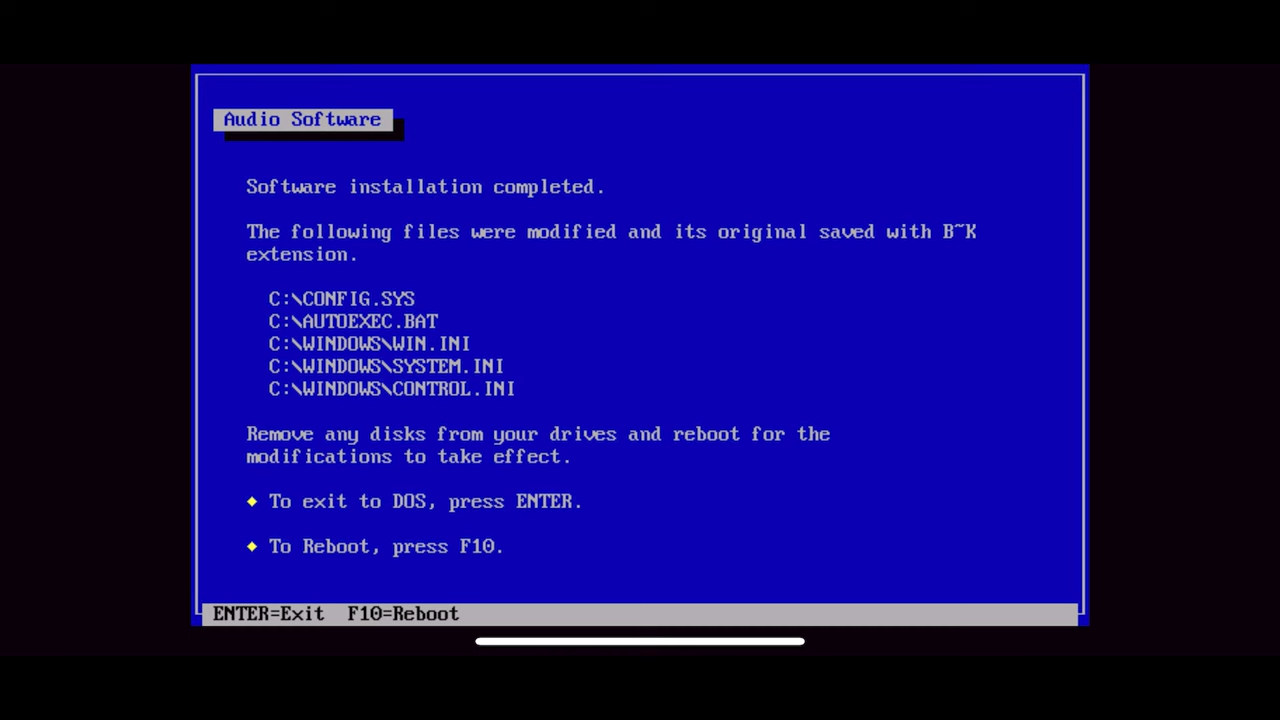 Audio Software
Software installation completed.
The following files were modified and its original saved with B~K
extension.
C:\CONFIG.SYS
C:\AUTOEXEC.BAT
C:\WINDOWS\WIN.INI
C:\WINDOWS\SYSTEM.INI
C:\WINDOWS\CONTROL.INI
Remove any disks from your drives and reboot for the
modifications to take effect.
To exit to DOS, press ENTER.
To Reboot, press F10.
ENTER=Exit  F10=Reboot